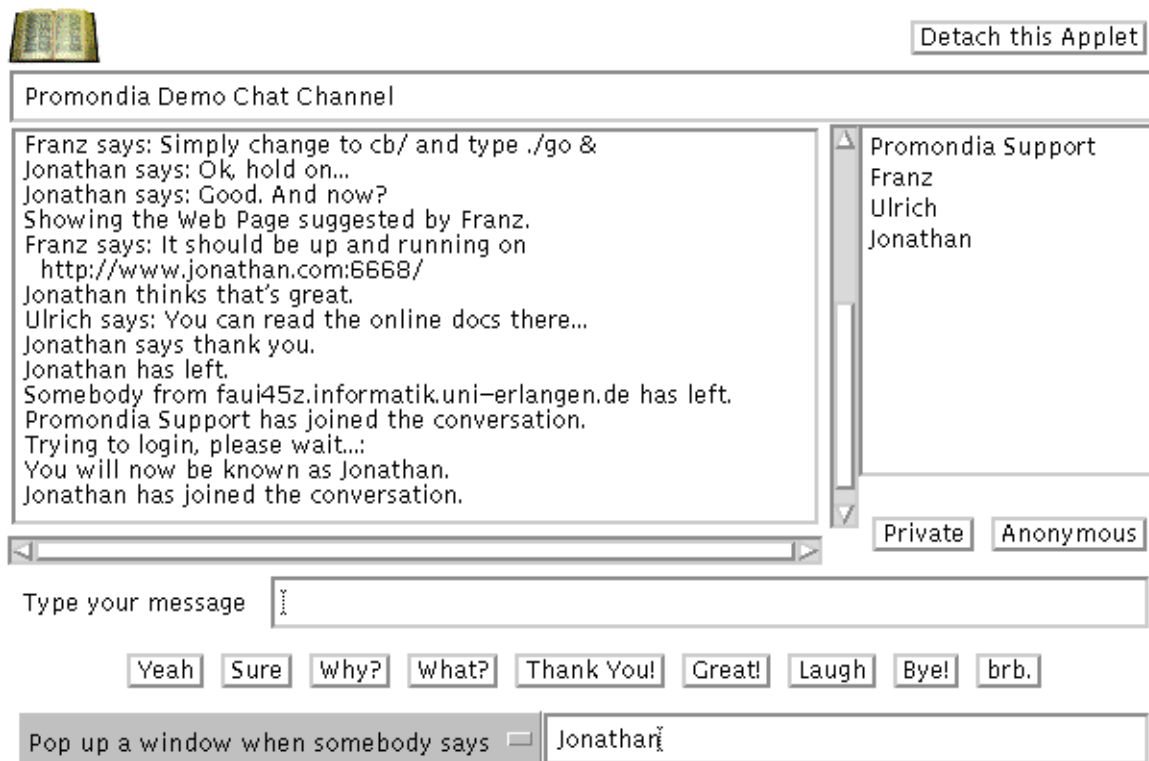 Detach this Applet
Promondia Demo Chat Channel
Franz says: Simply change to cb/ and type ./go &
Jonathan says: Ok, hold on...
Jonathan says: Good. And now?
Showing the Web Page suggested by Franz.
Franz says: It should be up and running on
http://www.jonathan.com:6668/
Jonathan thinks that's great.
Ulrich says: You can read the online docs there...
Jonathan says thank you.
Jonathan has left.
Somebody from faui45z.informatik.uni-erlangen.de has left.
Promondia Support has joined the conversation.
Trying to login, please wait...:
You will now be known as Jonathan.
Jonathan has joined the conversation.
Promondia Support
Franz
Ulrich
Jonathan
Private Anonymous
Type your message
Yeah Sure Why? What? Thank You! Great! Laugh Bye! brb.
Pop up a window when somebody says Jonathan